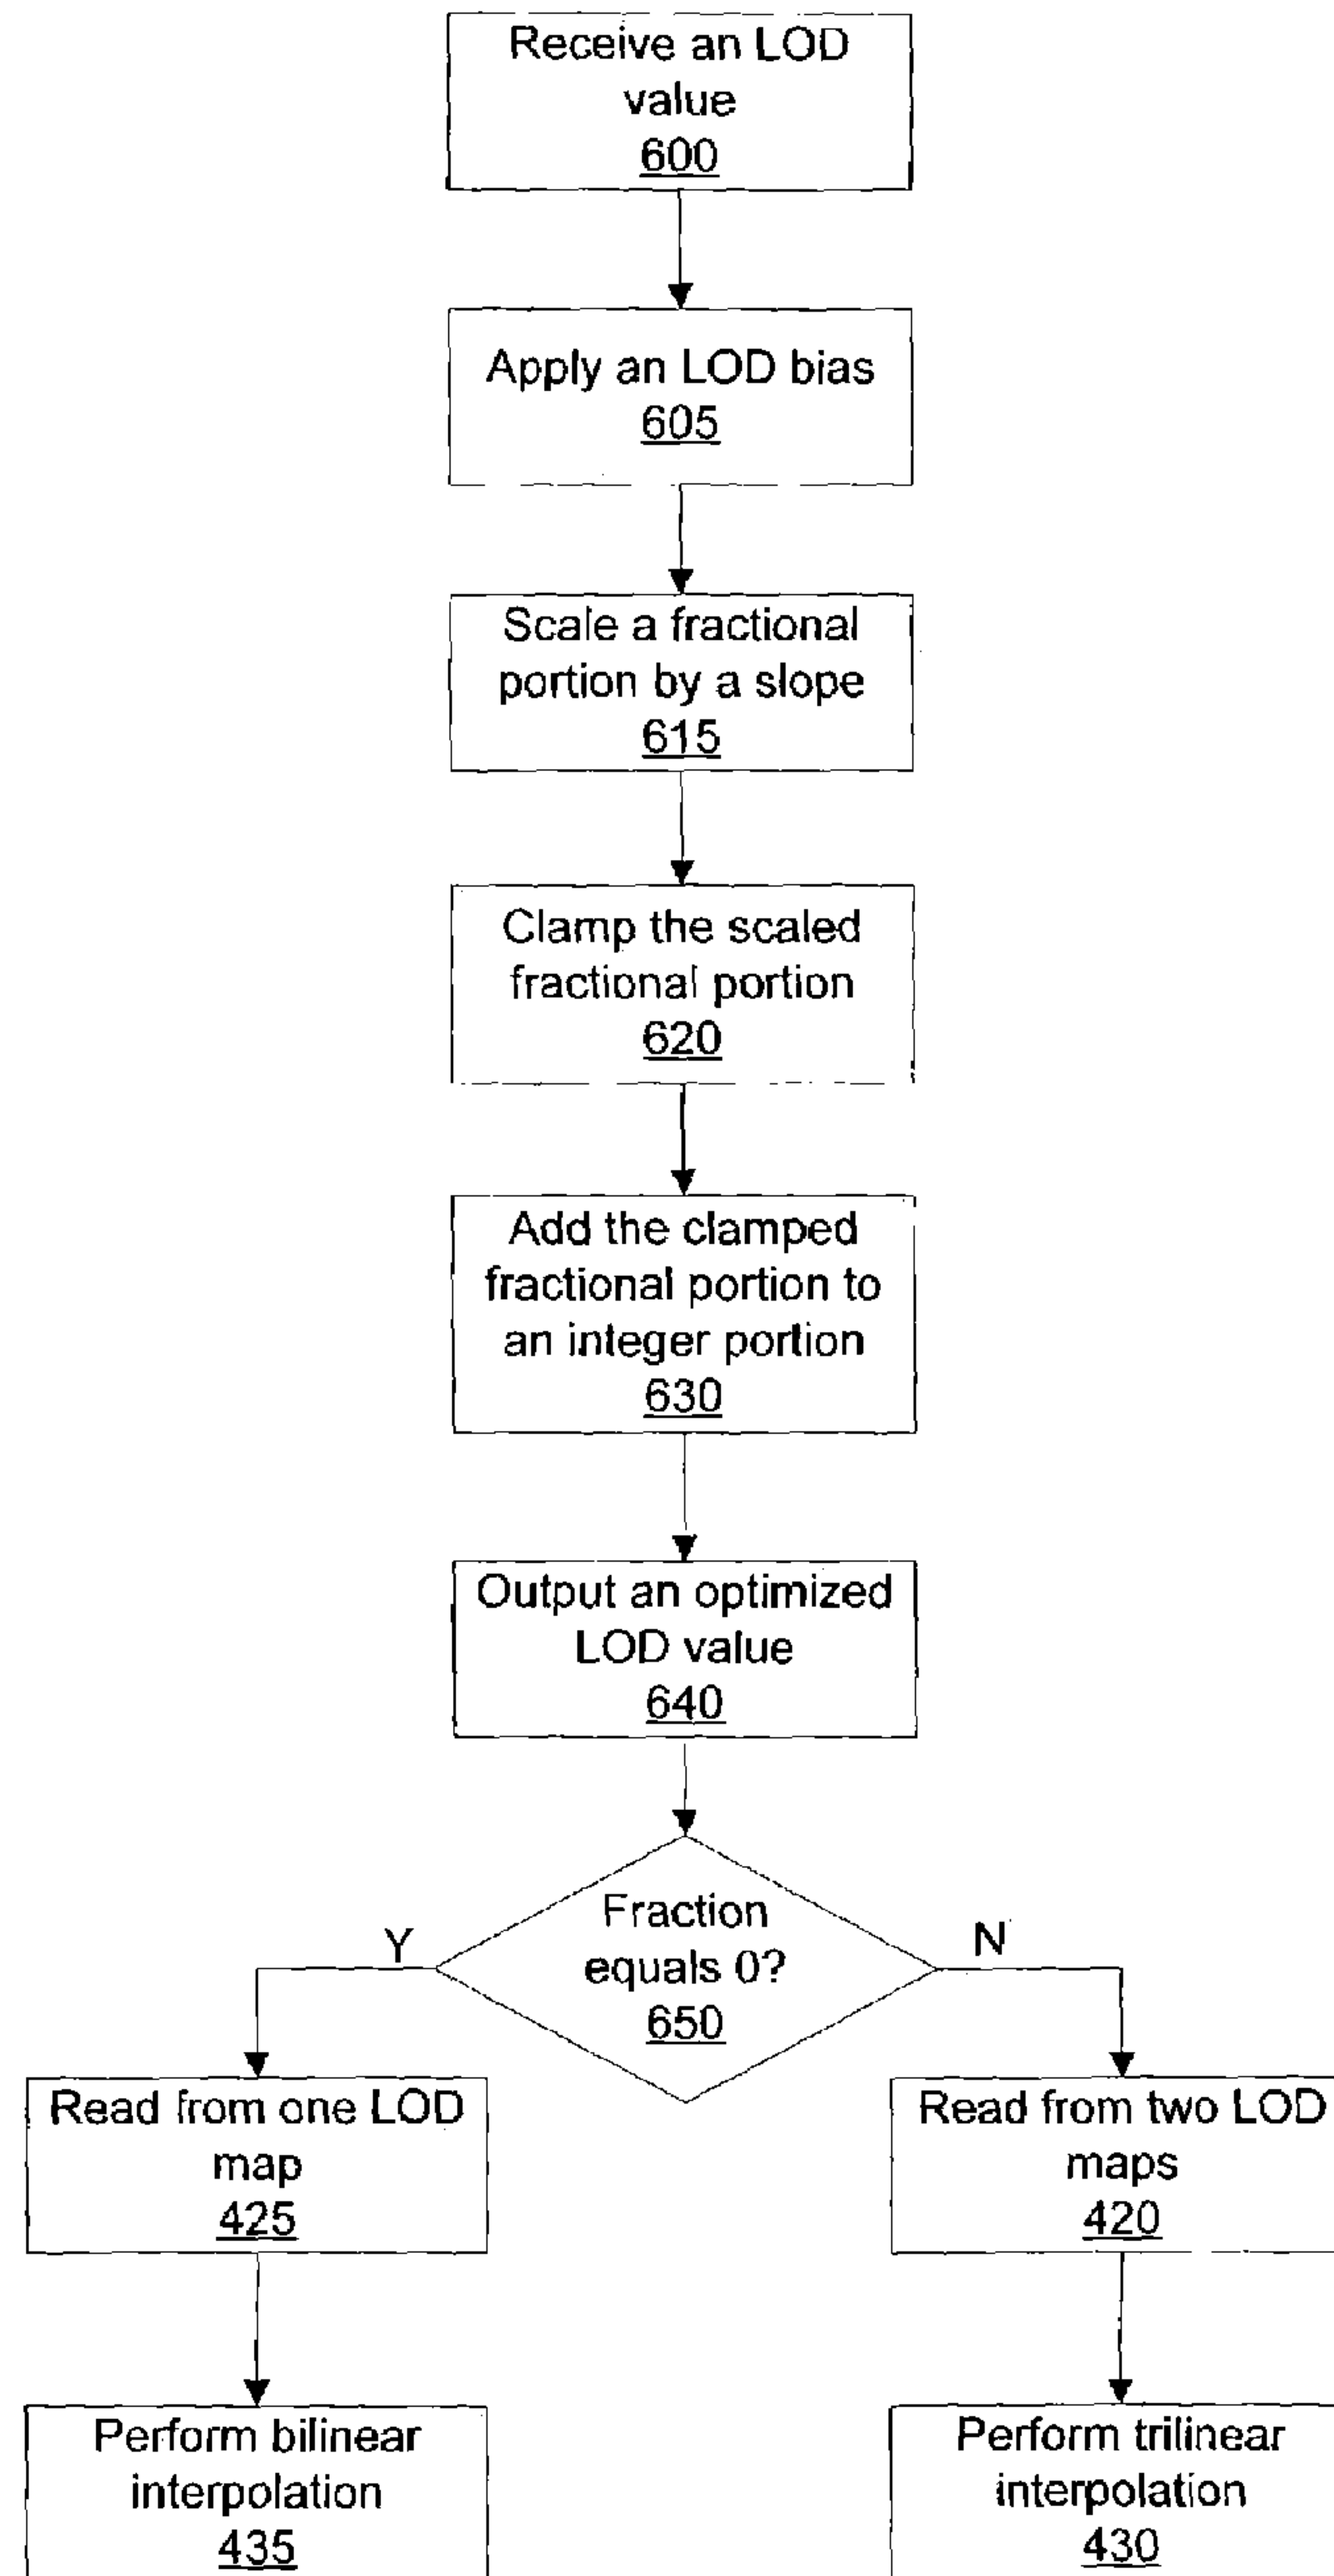 Receive an LOD
value
600
Apply an LOD bias
605
Scale a fractional
portion by a slope
615
Clamp the scaled
fractional portion
620
Add the clamped
fractional portion to
an integer portion
630
Output an optimized
LOD value
640
Fraction
equals 0?
650
Y
N
Read from one LOD
map
425
Read from two LOD
maps
420
Perform bilinear
interpolation
435
Perform trilinear
interpolation
430